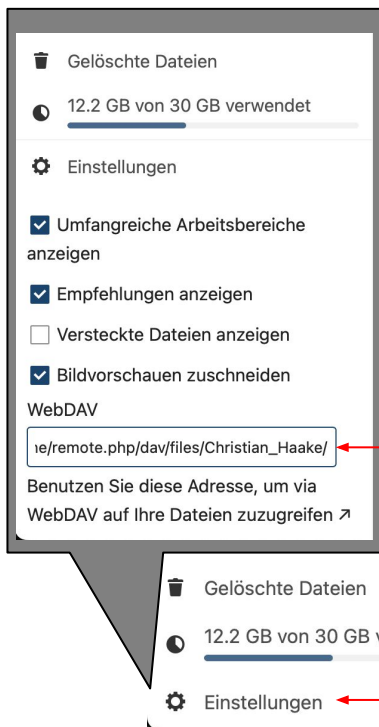 Gelöschte Dateien
12.2 GB von 30 GB verwendet
Einstellungen
Umfangreiche Arbeitsbereiche
anzeigen
Empfehlungen anzeigen
Versteckte Dateien anzeigen
Bildvorschauen zuschneiden
WebDAV
ne/remote.php/dav/files/Christian_Haake/
Benutzen Sie diese Adresse, um via
WebDAV auf Ihre Dateien zuzugreifen ↗
Gelöschte Dateien
12.2 GB von 30 GB
Einstellungen